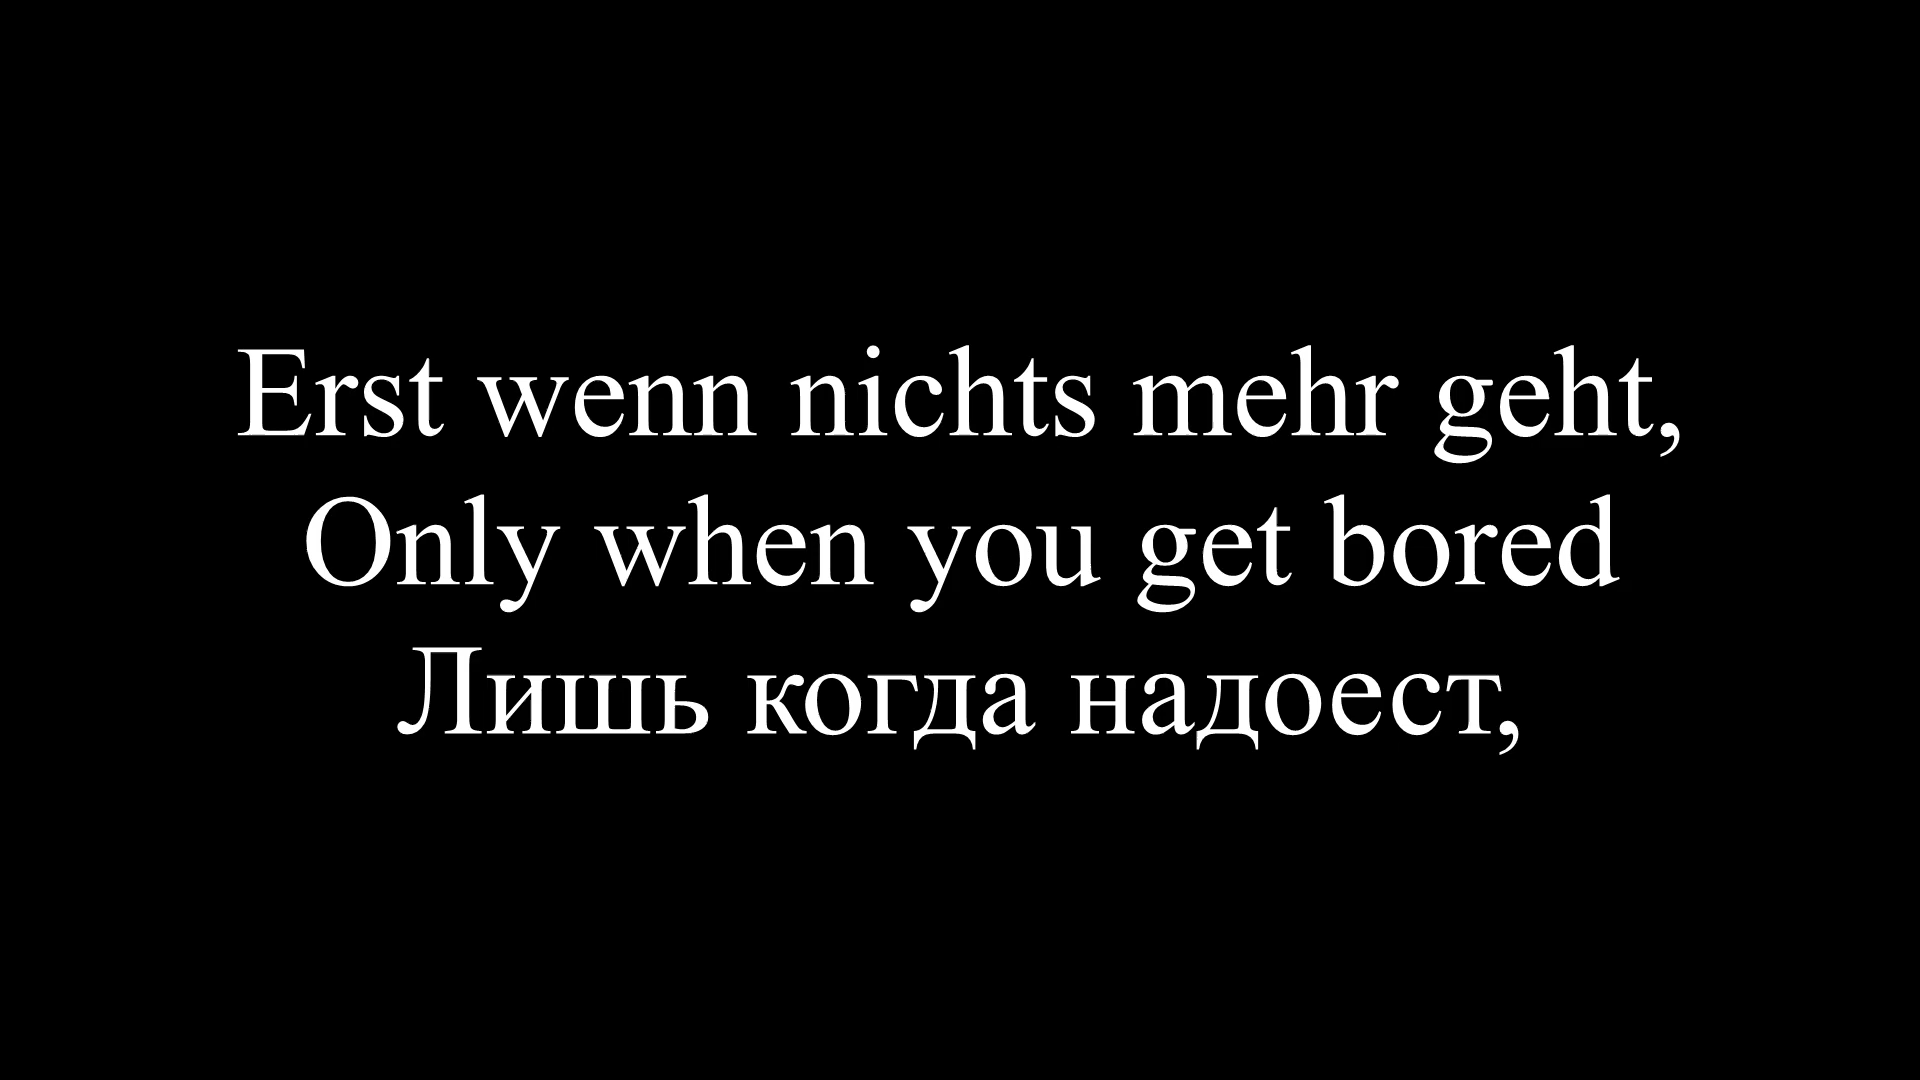 Erst wenn nichts mehr geht,
Only when you get bored
Лишь когда надоест,